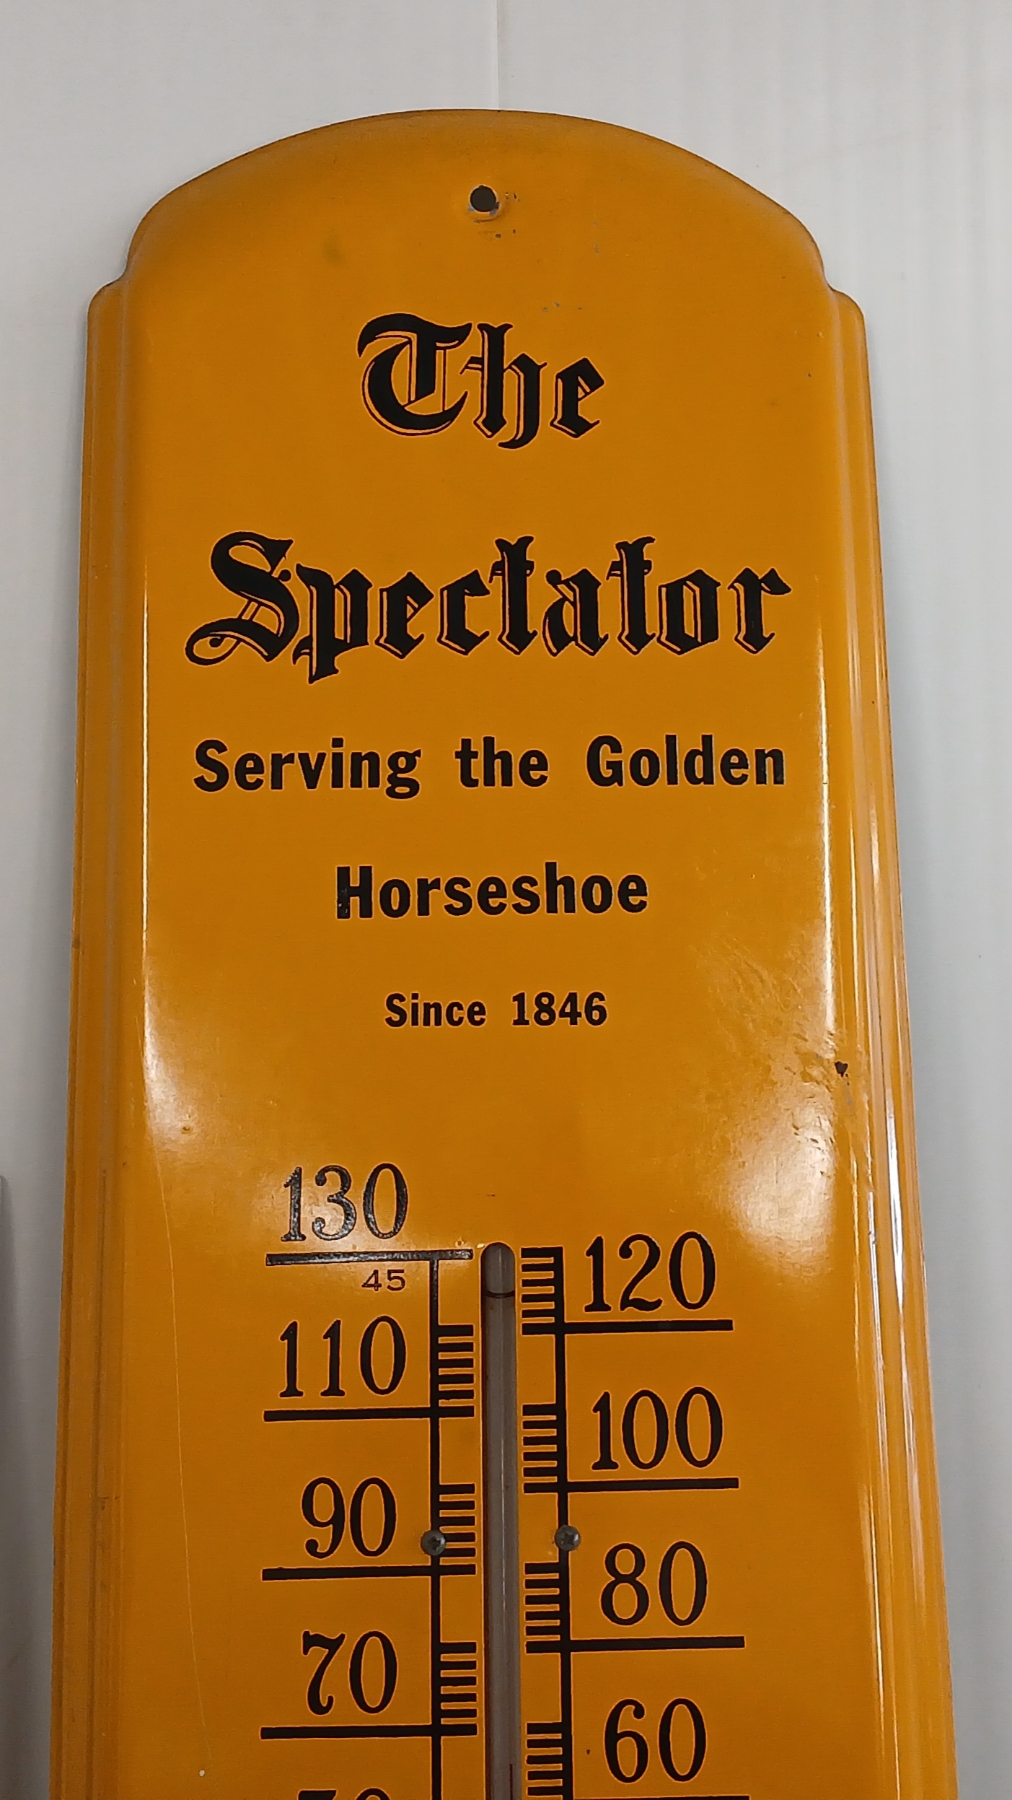 The
Spectator
Serving the Golden
Horseshoe
Since 1846
130
120
45
110
100
90
80
70
60